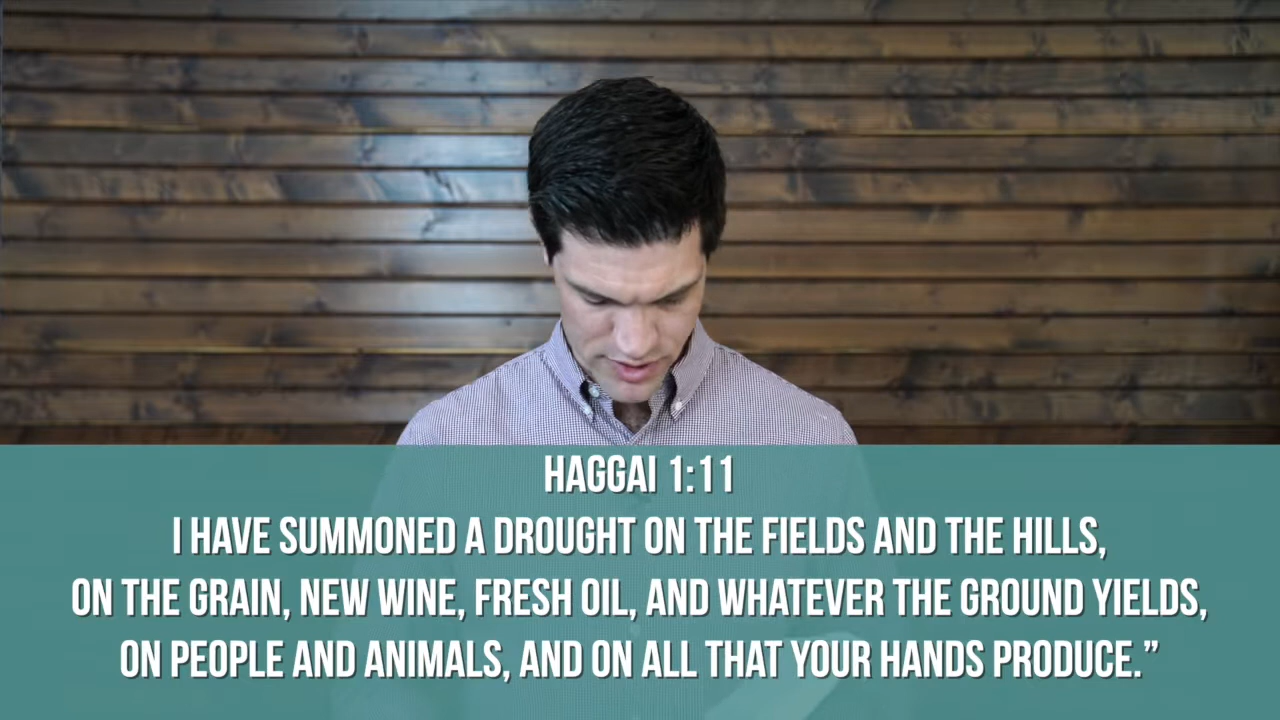 HAGGAI 1:11
I HAVE SUMMONED A DROUGHT ON THE FIELDS AND THE HILLS,
ON THE GRAIN, NEW WINE, FRESH OIL, AND WHATEVER THE GROUND YIELDS,
ON PEOPLE AND ANIMALS, AND ON ALL THAT YOUR HANDS PRODUCE.”